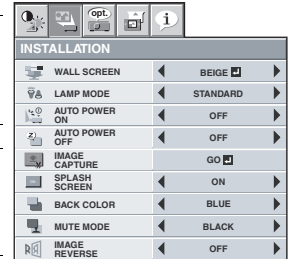 opt.
i
INSTALLATION
WALL SCREEN BEIGE
LAMP MODE STANDARD
AUTO POWER
ON OFF
AUTO POWER
OFF OFF
IMAGE
CAPTURE GO
SPLASH
SCREEN ON
BACK COLOR BLUE
MUTE MODE BLACK
IMAGE
REVERSE OFF